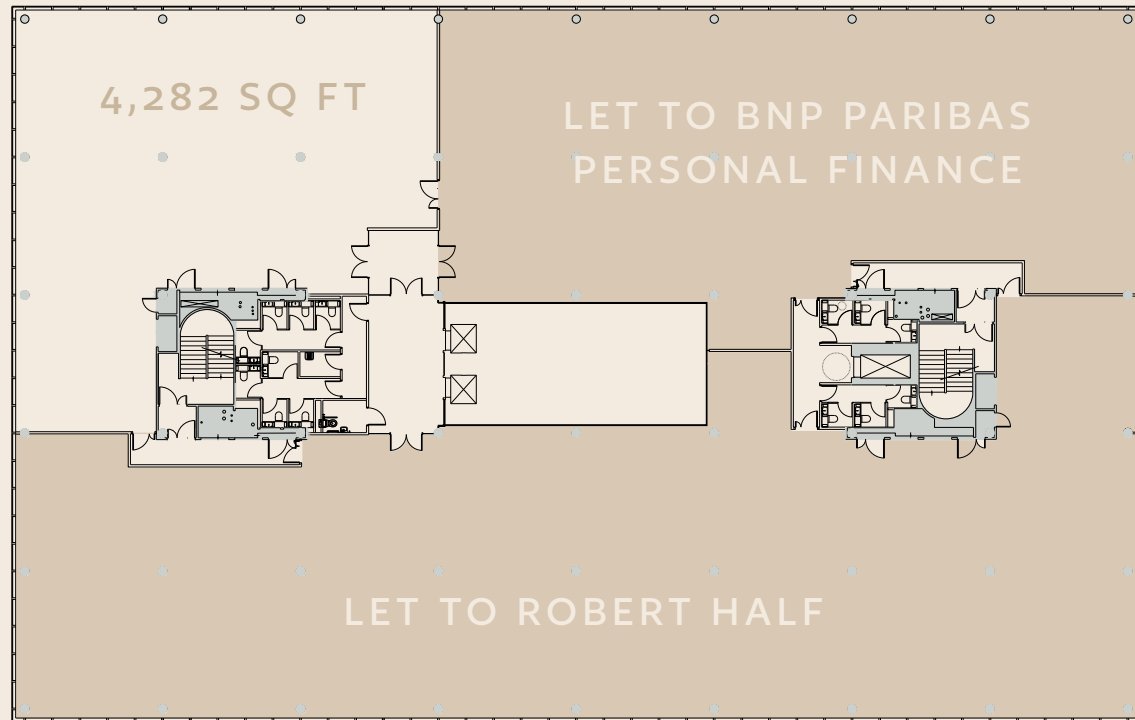 4,282 SQ FT
LET TO BNP PARIBAS
PERSONAL FINANCE
LET TO ROBERT HALF